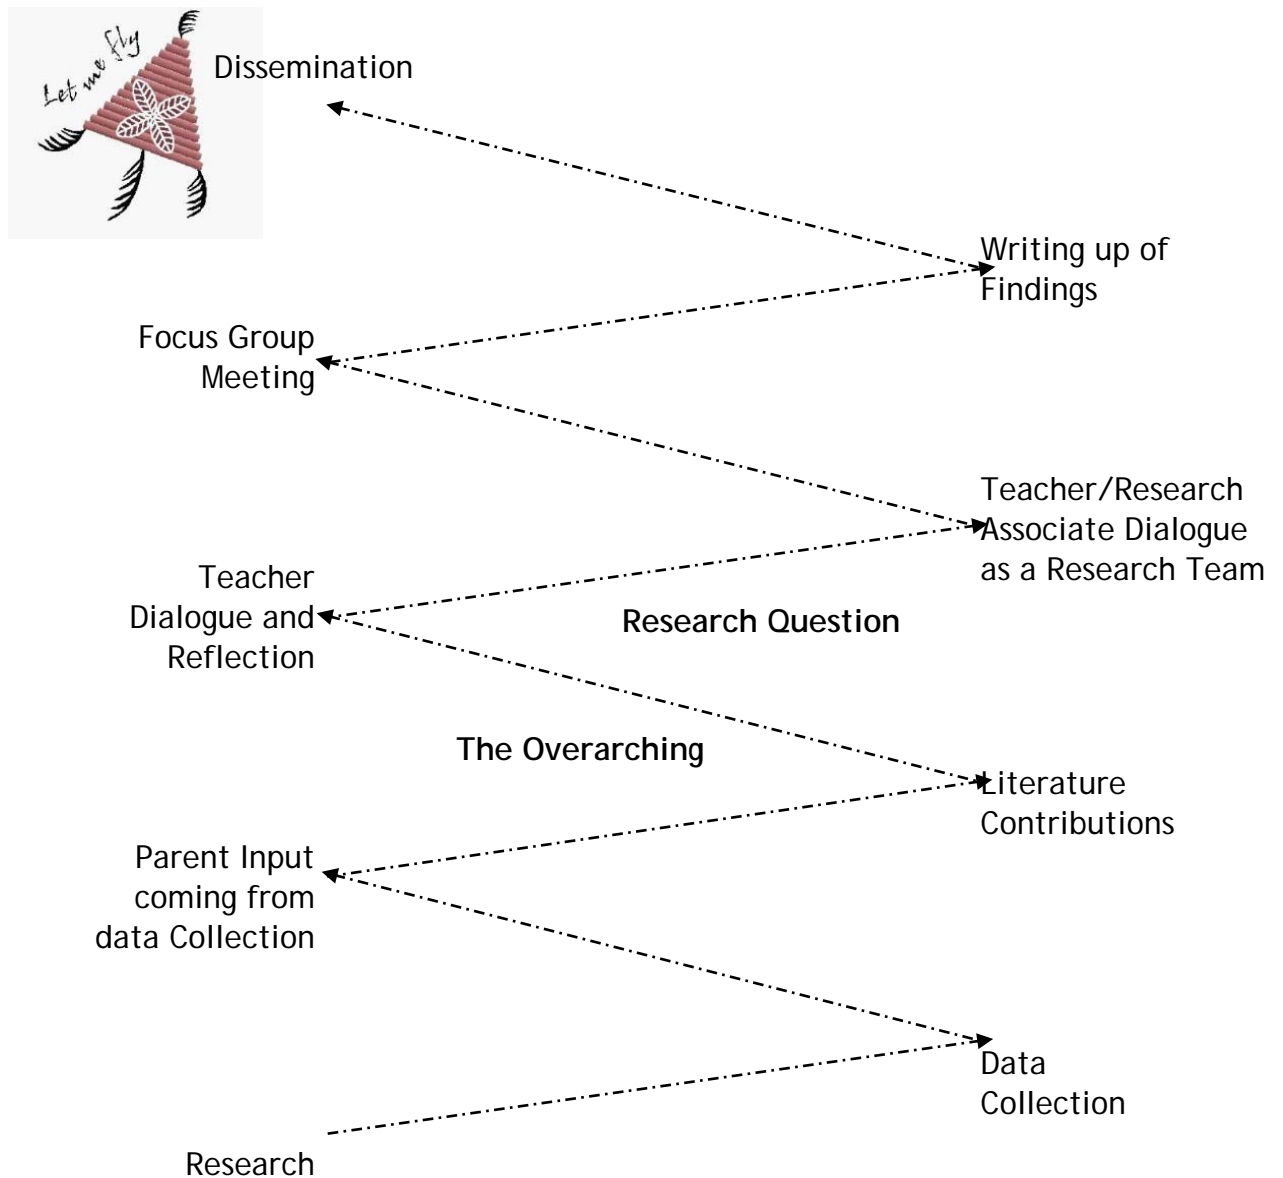 Let me fly
Dissemination
Writing up of
Findings
Focus Group
Meeting
Teacher/Research
Associate Dialogue
as a Research Team
Teacher
Dialogue and
Reflection
Research Question
The Overarching
Literature
Contributions
Parent Input
coming from
data Collection
Data
Collection
Research